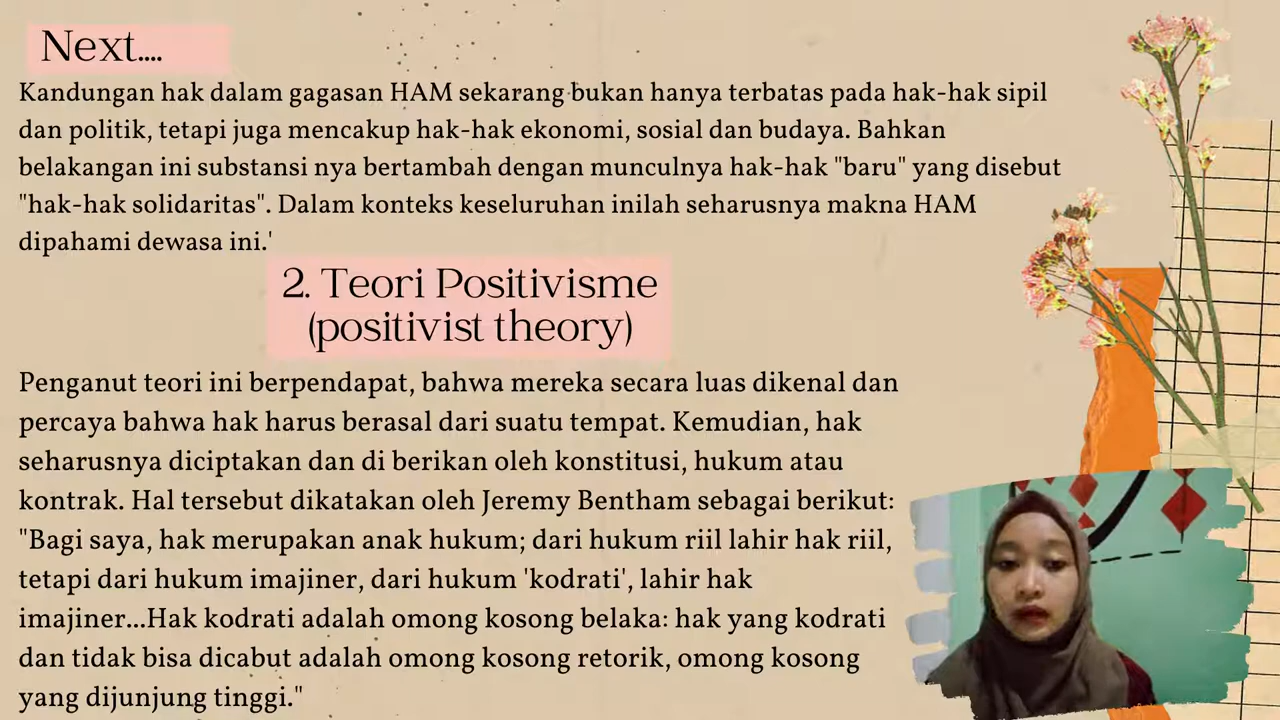 Next....
Kandungan hak dalam gagasan HAM sekarang bukan hanya terbatas pada hak-hak sipil
dan politik, tetapi juga mencakup hak-hak ekonomi, sosial dan budaya. Bahkan
belakangan ini substansi nya bertambah dengan munculnya hak-hak "baru" yang disebut
"hak-hak solidaritas". Dalam konteks keseluruhan inilah seharusnya makna HAM
dipahami dewasa ini.'
2. Teori Positivisme
(positivist theory)
Penganut teori ini berpendapat, bahwa mereka secara luas dikenal dan
percaya bahwa hak harus berasal dari suatu tempat. Kemudian, hak
seharusnya diciptakan dan di berikan oleh konstitusi, hukum atau
kontrak. Hal tersebut dikatakan oleh Jeremy Bentham sebagai berikut:
"Bagi saya, hak merupakan anak hukum; dari hukum riil lahir hak riil,
tetapi dari hukum imajiner, dari hukum 'kodrati', lahir hak
imajiner...Hak kodrati adalah omong kosong belaka: hak yang kodrati
dan tidak bisa dicabut adalah omong kosong retorik, omong kosong
yang dijunjung tinggi."